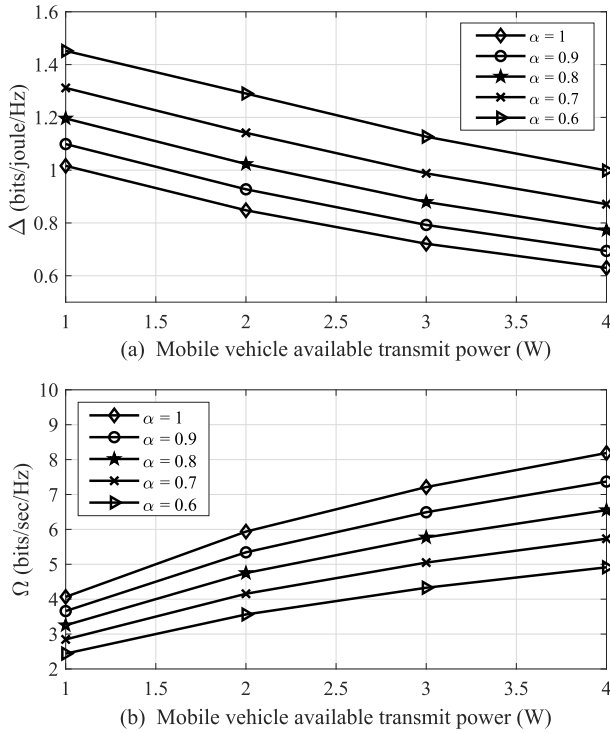 1.6
1.4
1.2
1
0.8
0.6
Δ (bits/joule/Hz)
α = 1
α = 0.9
α = 0.8
α = 0.7
α = 0.6
1 1.5 2 2.5 3 3.5 4
(a) Mobile vehicle available transmit power (W)
10
9
8
7
6
5
4
3
2
Ω (bits/sec/Hz)
α = 1
α = 0.9
α = 0.8
α = 0.7
α = 0.6
1 1.5 2 2.5 3 3.5 4
(b) Mobile vehicle available transmit power (W)